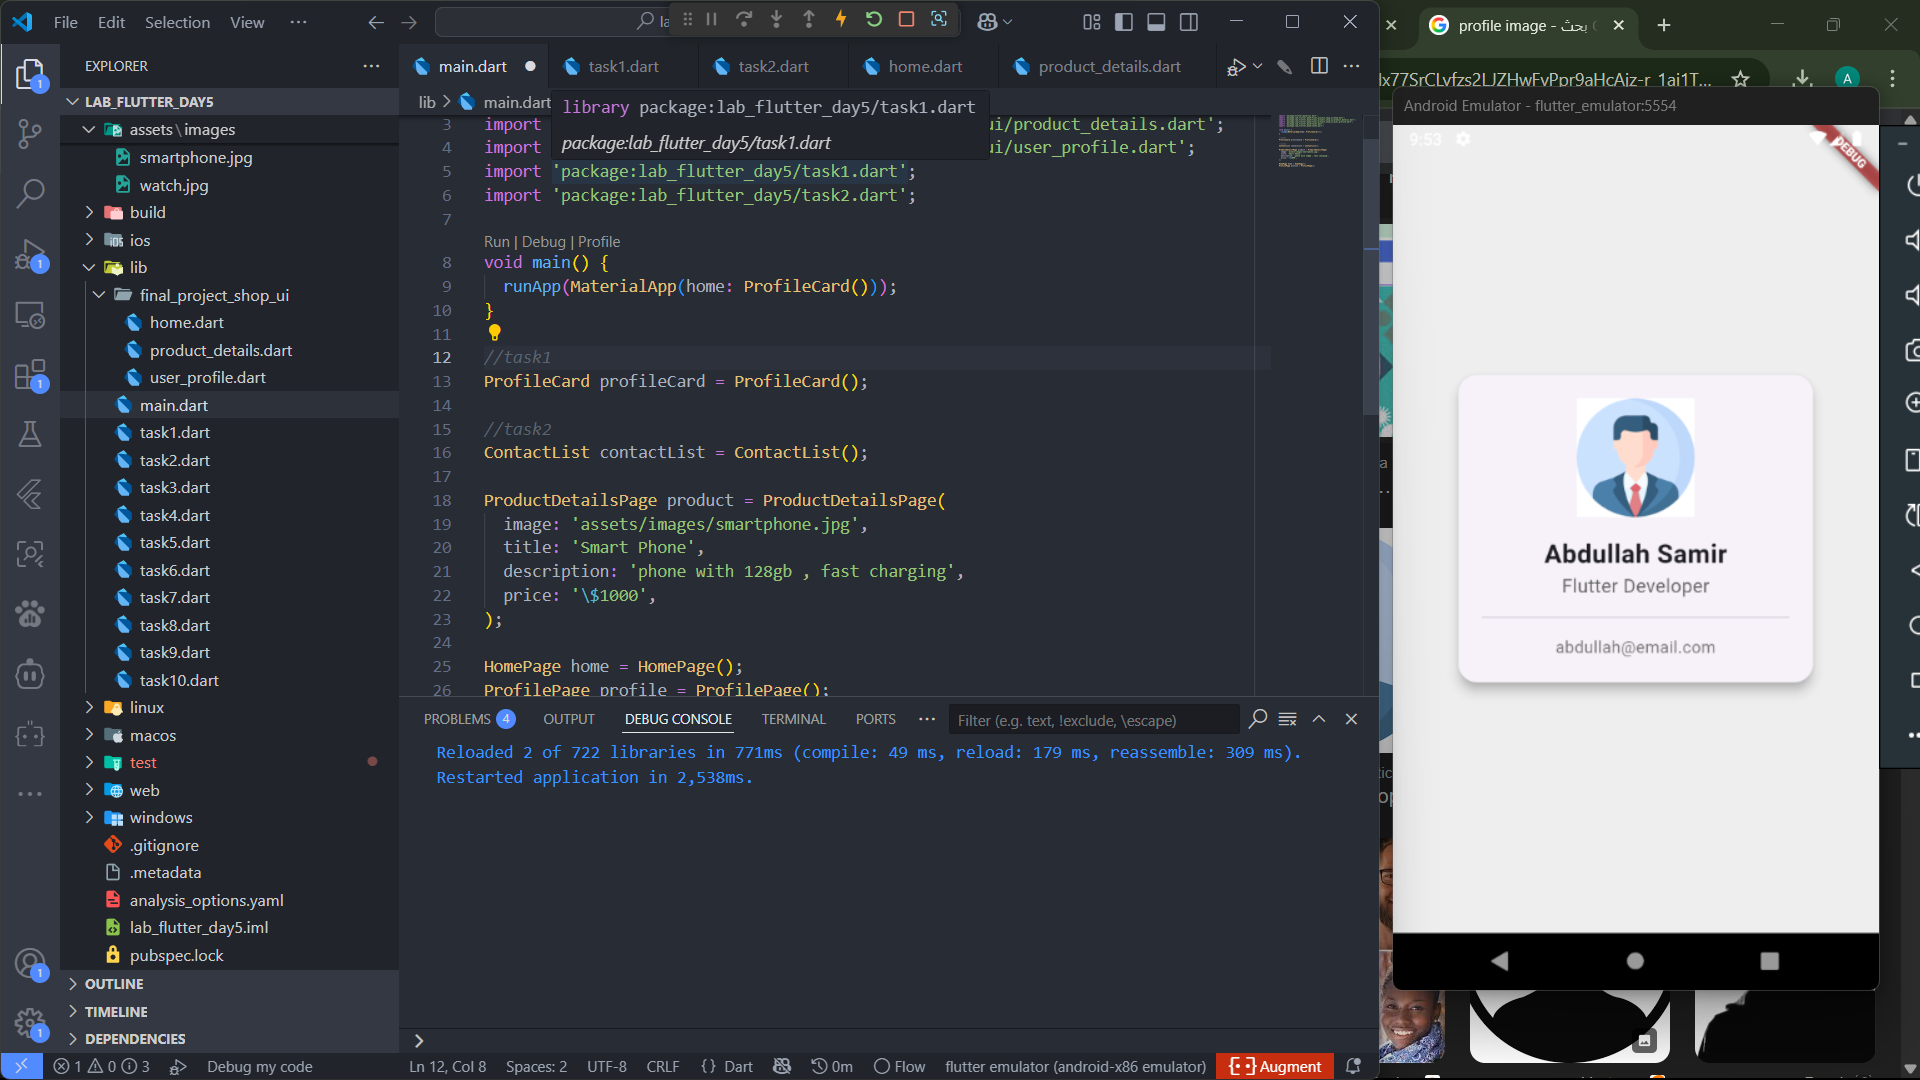 File Edit Selection View
profile image - بحث
EXPLORER
main.dart
task1.dart
task2.dart
home.dart
product_details.dart
Android Emulator - flutter_emulator:5554
LAB_FLUTTER_DAY5
lib > main.dart
library package:lab_flutter_day5/task1.dart
package:lab_flutter_day5/task1.dart
assets\images
smartphone.jpg
watch.jpg
build
ios
lib
final_project_shop_ui
home.dart
product_details.dart
user_profile.dart
main.dart
task1.dart
task2.dart
task3.dart
task4.dart
task5.dart
task6.dart
task7.dart
task8.dart
task9.dart
task10.dart
linux
macos
test
web
windows
.gitignore
.metadata
analysis_options.yaml
lab_flutter_day5.iml
pubspec.lock
OUTLINE
TIMELINE
DEPENDENCIES
3 import ui/product_details.dart';
4 import ui/user_profile.dart';
5 import 'package:lab_flutter_day5/task1.dart';
6 import 'package:lab_flutter_day5/task2.dart';
7
Run | Debug | Profile
8 void main() {
9 runApp(MaterialApp(home: ProfileCard()));
10 }
11
12 //task1
13 ProfileCard profileCard = ProfileCard();
14
15 //task2
16 ContactList contactList = ContactList();
17
18 ProductDetailsPage product = ProductDetailsPage(
19 image: 'assets/images/smartphone.jpg',
20 title: 'Smart Phone',
21 description: 'phone with 128gb , fast charging',
22 price: '\$1000',
23 );
24
25 HomePage home = HomePage();
26 ProfilePage profile = ProfilePage();
PROBLEMS 4 OUTPUT DEBUG CONSOLE TERMINAL PORTS
Filter (e.g. text, !exclude, \escape)
Reloaded 2 of 722 libraries in 771ms (compile: 49 ms, reload: 179 ms, reassemble: 309 ms).
Restarted application in 2,538ms.
9:53
DEBUG
Abdullah Samir
Flutter Developer
abdullah@email.com
1 0 3 Debug my code Ln 12, Col 8 Spaces: 2 UTF-8 CRLF {} Dart 0m Flow flutter emulator (android-x86 emulator) Augment